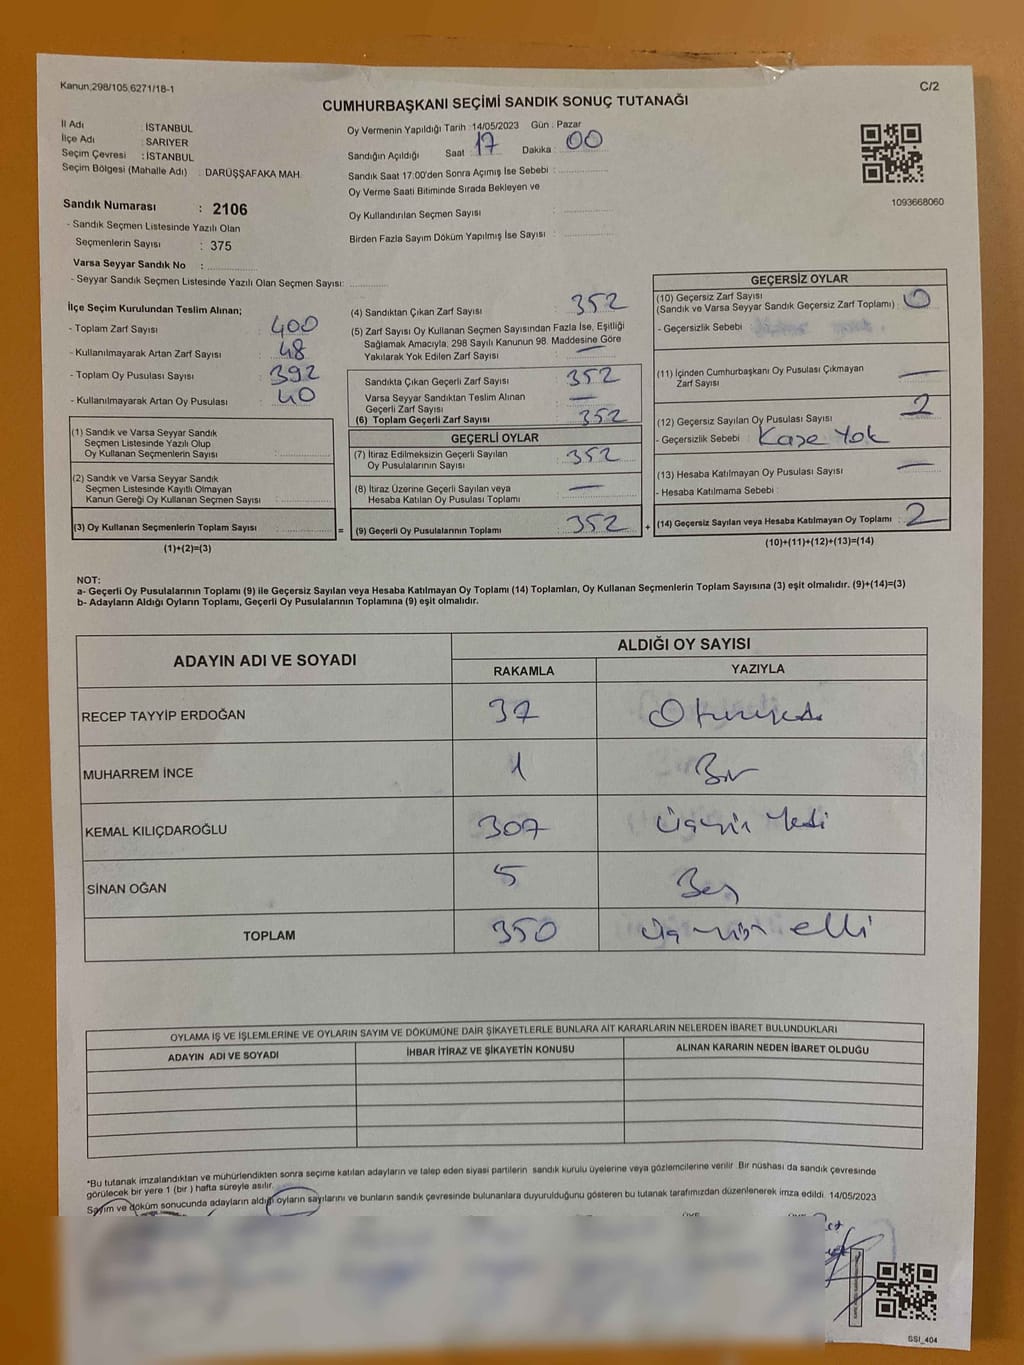 Kanun;298/105,6271/18-1
C/2
CUMHURBAŞKANI SEÇİMİ SANDIK SONUÇ TUTANAĞI
İl Adı : İSTANBUL
İlçe Adı : SARIYER
Seçim Çevresi : İSTANBUL
Seçim Bölgesi (Mahalle Adı) : DARÜŞŞAFAKA MAH.
Oy Vermenin Yapıldığı Tarih :14/05/2023 Gün : Pazar
Sandığın Açıldığı Saat : 17 Dakika : 00
Sandık Saat 17:00'den Sonra Açımış İse Sebebi :
Oy Verme Saati Bitiminde Sırada Bekleyen ve
Oy Kullandırılan Seçmen Sayısı :
Birden Fazla Sayım Döküm Yapılmış İse Sayısı :
1093668060
Sandık Numarası : 2106
- Sandık Seçmen Listesinde Yazılı Olan
Seçmenlerin Sayısı : 375
Varsa Seyyar Sandık No :
- Seyyar Sandık Seçmen Listesinde Yazılı Olan Seçmen Sayısı:
İlçe Seçim Kurulundan Teslim Alınan;
- Toplam Zarf Sayısı : 400
- Kullanılmayarak Artan Zarf Sayısı : 48
- Toplam Oy Pusulası Sayısı : 392
- Kullanılmayarak Artan Oy Pusulası : 40
(1) Sandık ve Varsa Seyyar Sandık
Seçmen Listesinde Yazılı Olup
Oy Kullanan Seçmenlerin Sayısı :
(2) Sandık ve Varsa Seyyar Sandık
Seçmen Listesinde Kayıtlı Olmayan
Kanun Gereği Oy Kullanan Seçmen Sayısı :
(3) Oy Kullanan Seçmenlerin Toplam Sayısı :
(1)+(2)=(3)
=
(4) Sandıktan Çıkan Zarf Sayısı : 352
(5) Zarf Sayısı Oy Kullanan Seçmen Sayısından Fazla İse, Eşitliği
Sağlamak Amacıyla, 298 Sayılı Kanunun 98. Maddesine Göre
Yakılarak Yok Edilen Zarf Sayısı : —
Sandıkta Çıkan Geçerli Zarf Sayısı : 352
Varsa Seyyar Sandıktan Teslim Alınan
Geçerli Zarf Sayısı : —
(6) Toplam Geçerli Zarf Sayısı : 352
GEÇERLİ OYLAR
(7) İtiraz Edilmeksizin Geçerli Sayılan
Oy Pusulalarının Sayısı : 352
(8) İtiraz Üzerine Geçerli Sayılan veya
Hesaba Katılan Oy Pusulası Toplamı : —
(9) Geçerli Oy Pusulalarının Toplamı : 352
+
GEÇERSİZ OYLAR
(10) Geçersiz Zarf Sayısı
(Sandık ve Varsa Seyyar Sandık Geçersiz Zarf Toplamı) : 0
- Geçersizlik Sebebi :
(11) İçinden Cumhurbaşkanı Oy Pusulası Çıkmayan
Zarf Sayısı : —
(12) Geçersiz Sayılan Oy Pusulası Sayısı : 2
- Geçersizlik Sebebi : Kaşe Yok
(13) Hesaba Katılmayan Oy Pusulası Sayısı : —
- Hesaba Katılmama Sebebi :
(14) Geçersiz Sayılan veya Hesaba Katılmayan Oy Toplamı : 2
(10)+(11)+(12)+(13)=(14)
NOT:
a- Geçerli Oy Pusulalarının Toplamı (9) ile Geçersiz Sayılan veya Hesaba Katılmayan Oy Toplamı (14) Toplamları, Oy Kullanan Seçmenlerin Toplam Sayısına (3) eşit olmalıdır. (9)+(14)=(3)
b- Adayların Aldığı Oyların Toplamı, Geçerli Oy Pusulalarının Toplamına (9) eşit olmalıdır.
ADAYIN ADI VE SOYADI
ALDIĞI OY SAYISI
RAKAMLA YAZIYLA
RECEP TAYYİP ERDOĞAN 37 Otuzyedi
MUHARREM İNCE 1 Bir
KEMAL KILIÇDAROĞLU 307 Üçyüz Yedi
SİNAN OĞAN 5 Beş
TOPLAM 350 Üçyüz elli
OYLAMA İŞ VE İŞLEMLERİNE VE OYLARIN SAYIM VE DÖKÜMÜNE DAİR ŞİKAYETLERLE BUNLARA AİT KARARLARIN NELERDEN İBARET BULUNDUKLARI
ADAYIN ADI VE SOYADI İHBAR İTİRAZ VE ŞİKAYETİN KONUSU ALINAN KARARIN NEDEN İBARET OLDUĞU
*Bu tutanak imzalandıktan ve mühürlendikten sonra seçime katılan adayların ve talep eden siyasi partilerin sandık kurulu üyelerine veya gözlemcilerine verilir. Bir nüshası da sandık çevresinde
görülecek bir yere 1 (bir ) hafta süreyle asılır.
Sayım ve döküm sonucunda adayların aldığı oyların sayılarını ve bunların sandık çevresinde bulunanlara duyurulduğunu gösteren bu tutanak tarafımızdan düzenlenerek imza edildi. 14/05/2023
SSI_404